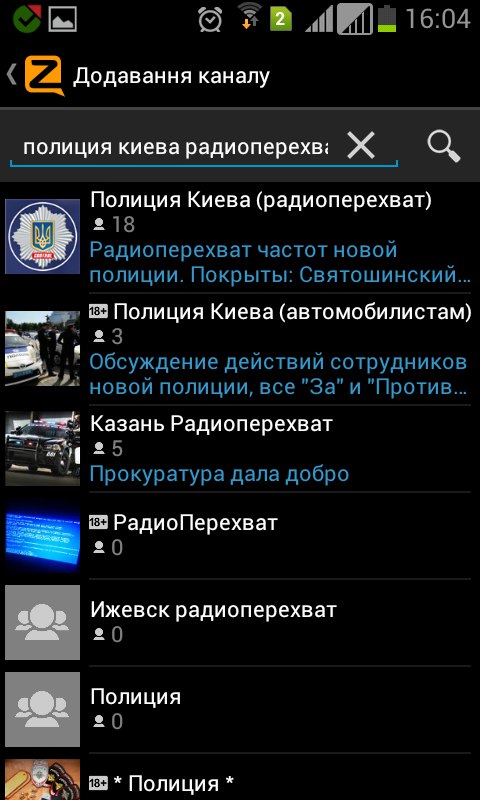 2
16:04
Додавання каналу
полиция киева радиоперехва
Полиция Киева (радиоперехват)
18
Радиоперехват частот новой
полиции. Покрыты: Святошинский...
18+ Полиция Киева (автомобилистам)
3
Обсуждение действий сотрудников
новой полиции, все "За" и "Против...
Казань Радиоперехват
5
Прокуратура дала добро
18+ РадиоПерехват
0
Ижевск радиоперехват
0
Полиция
0
18+ * Полиция *